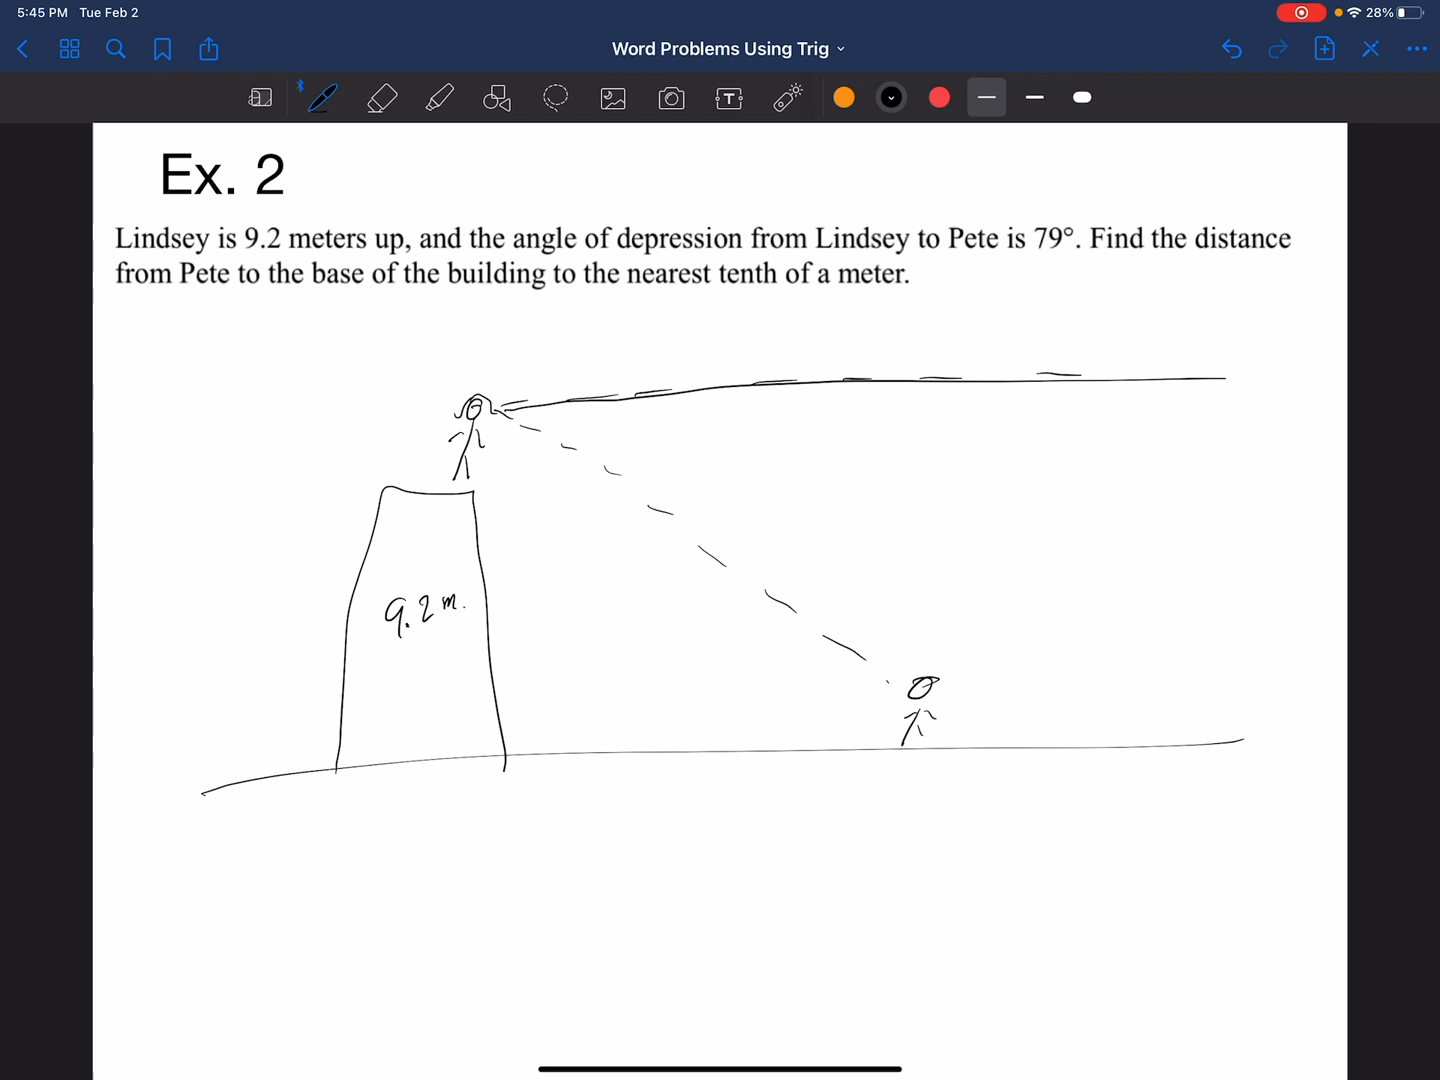 5:45 PM Tue Feb 2
28%
Word Problems Using Trig
T
Ex. 2
Lindsey is 9.2 meters up, and the angle of depression from Lindsey to Pete is 79°. Find the distance
from Pete to the base of the building to the nearest tenth of a meter.
9.2 m.